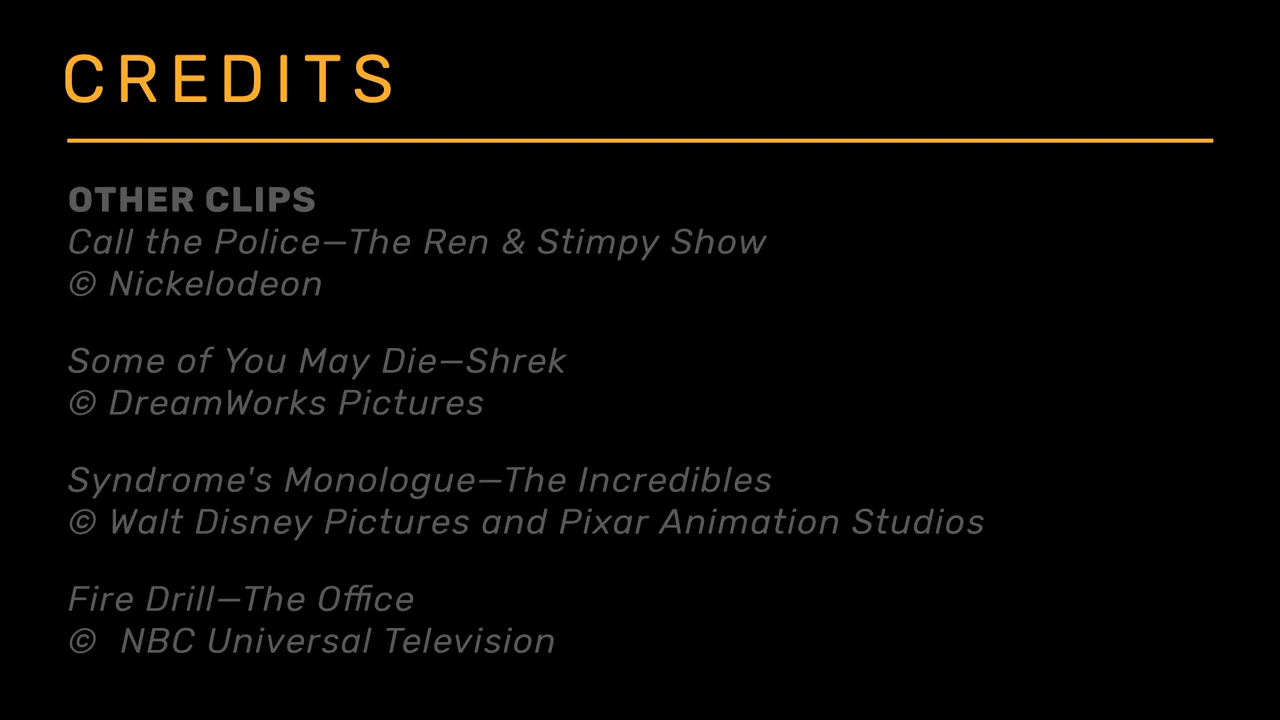 CREDITS
OTHER CLIPS
Call the Police—The Ren & Stimpy Show
© Nickelodeon
Some of You May Die—Shrek
© DreamWorks Pictures
Syndrome's Monologue—The Incredibles
© Walt Disney Pictures and Pixar Animation Studios
Fire Drill—The Office
© NBC Universal Television